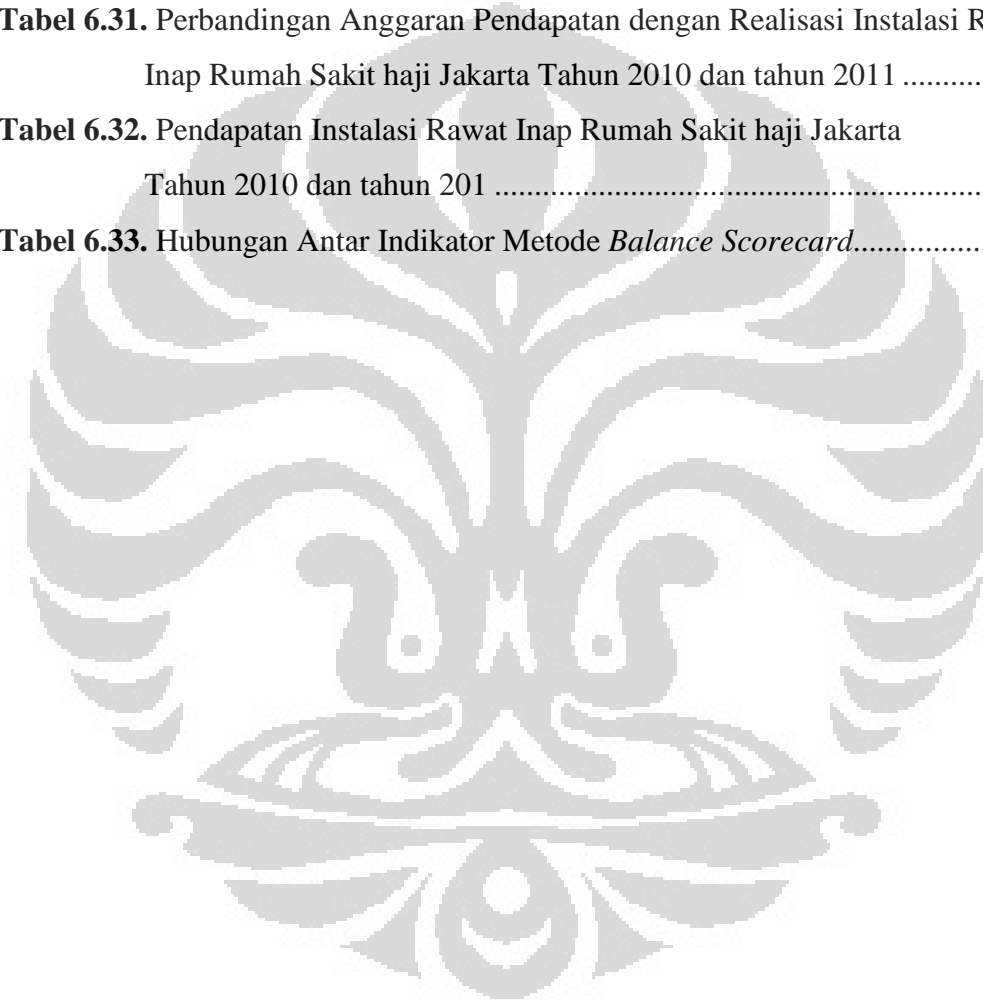 Tabel 6.31. Perbandingan Anggaran Pendapatan dengan Realisasi Instalasi R
Inap Rumah Sakit haji Jakarta Tahun 2010 dan tahun 2011 ..........
Tabel 6.32. Pendapatan Instalasi Rawat Inap Rumah Sakit haji Jakarta
Tahun 2010 dan tahun 201 .............................................................
Tabel 6.33. Hubungan Antar Indikator Metode Balance Scorecard................